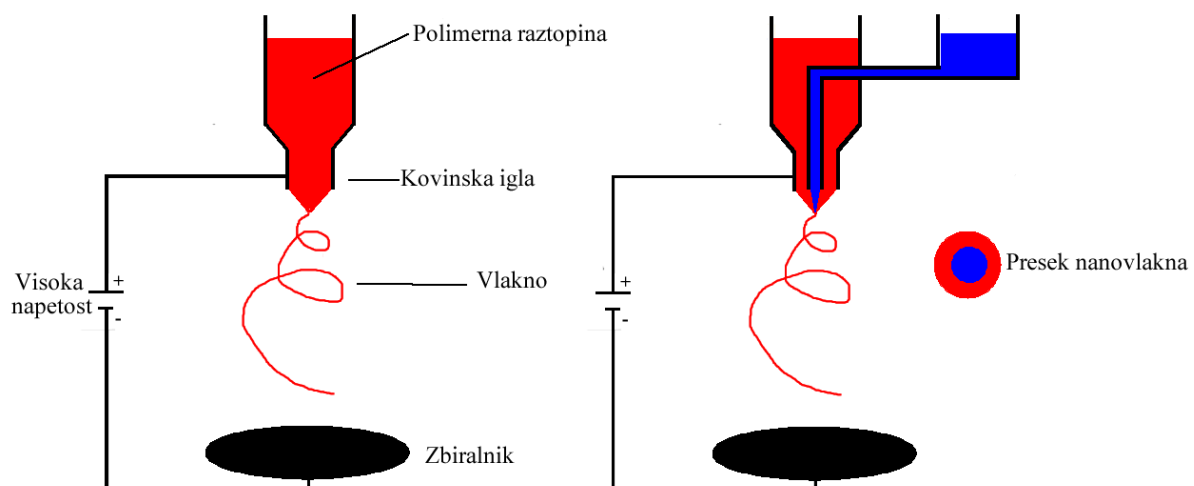 Polimerna raztopina
Kovinska igla
Visoka
napetost
+
-
Vlakno
Zbiralnik
+
-
Presek nanovlakna